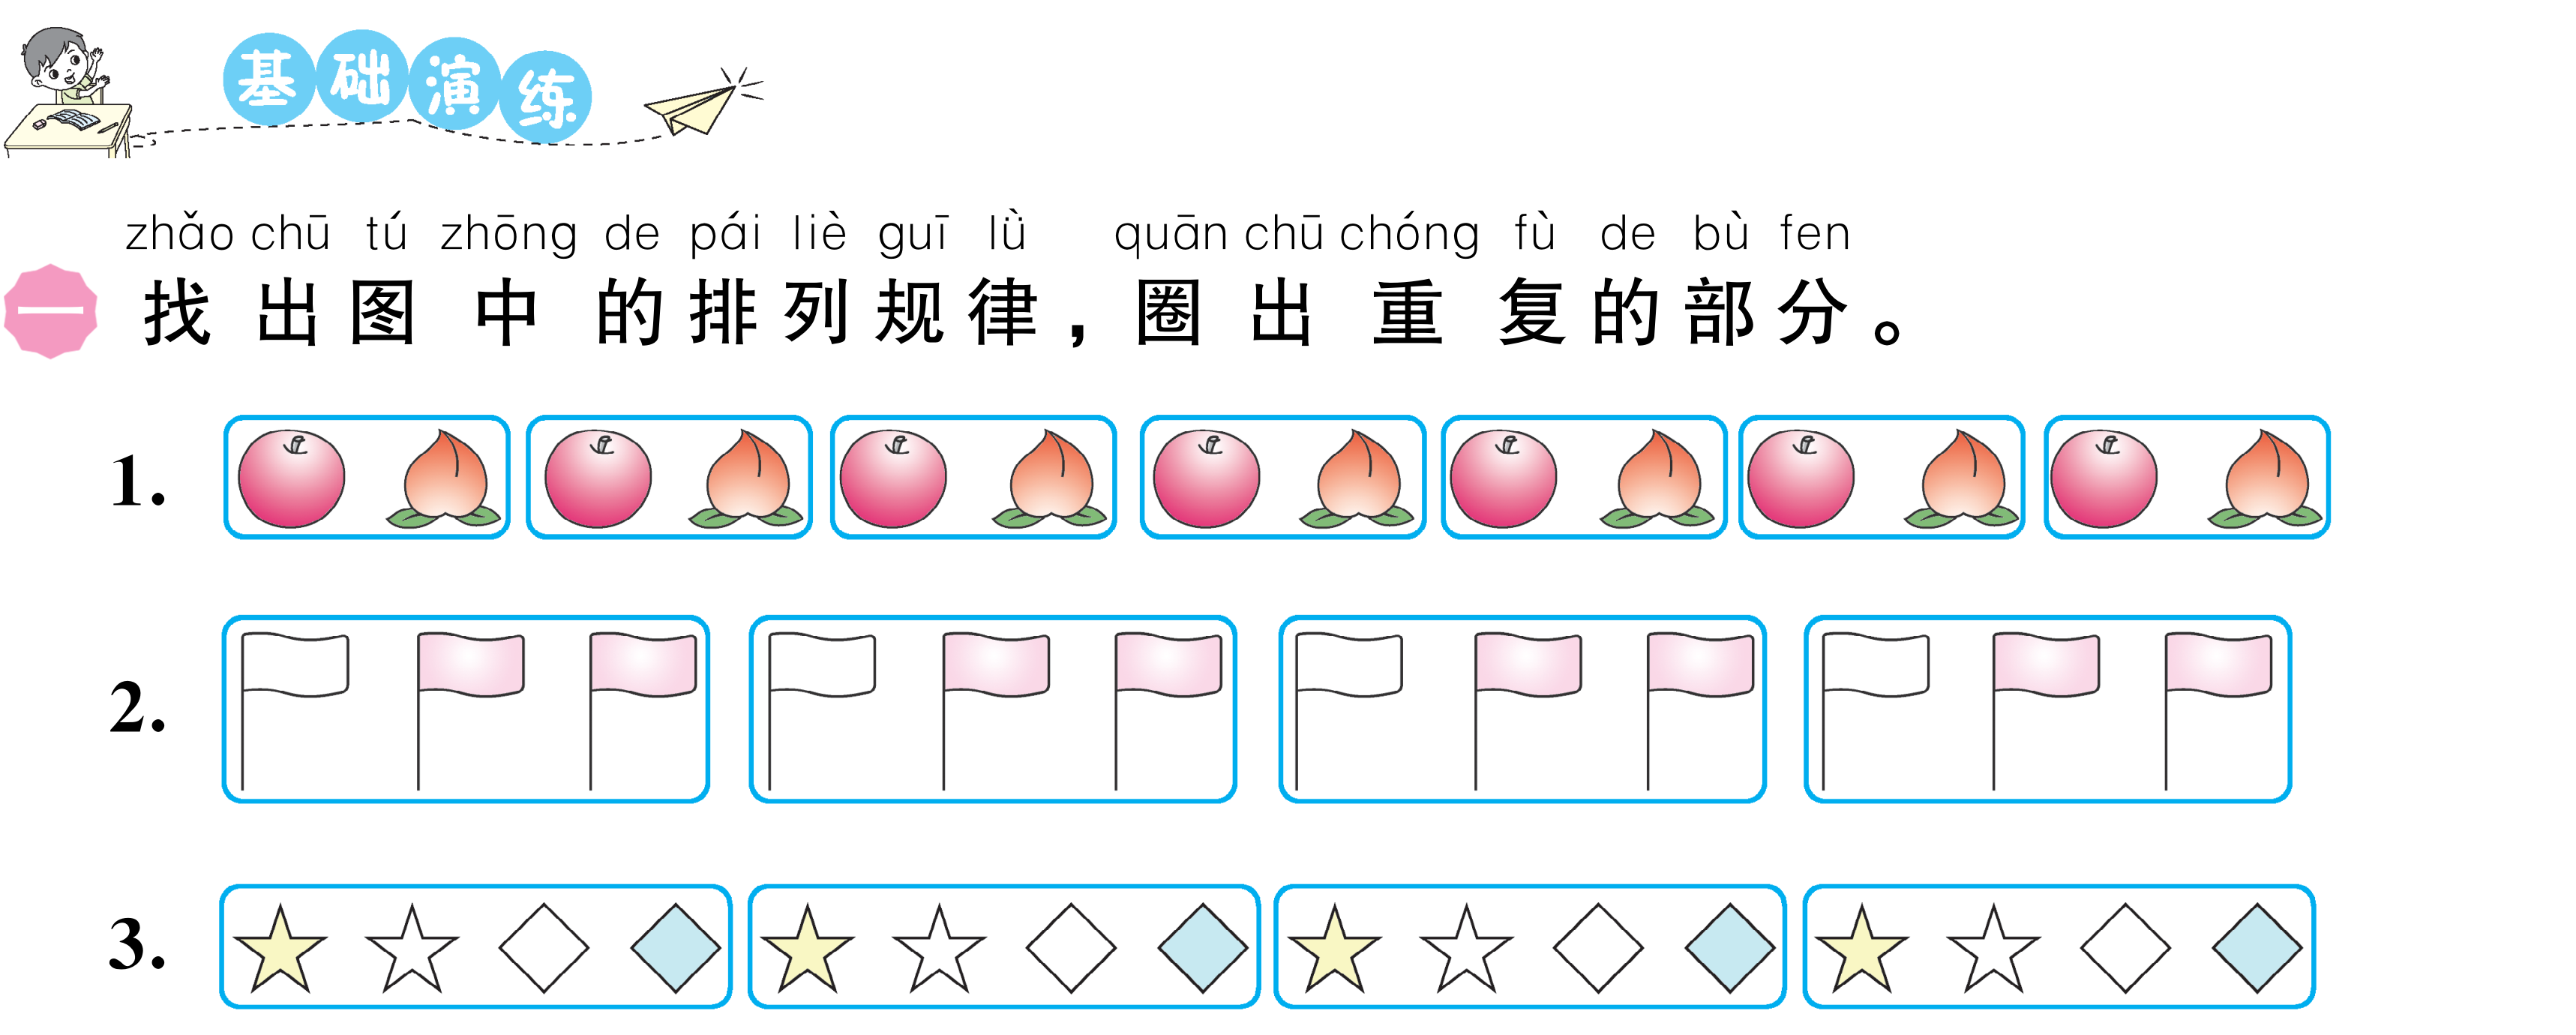 基础演练
zhǎo chū tú zhōng de pái liè guī lǜ quān chū chóng fù de bù fen
一 找出图中的排列规律，圈出重复的部分。
1.
2.
3.